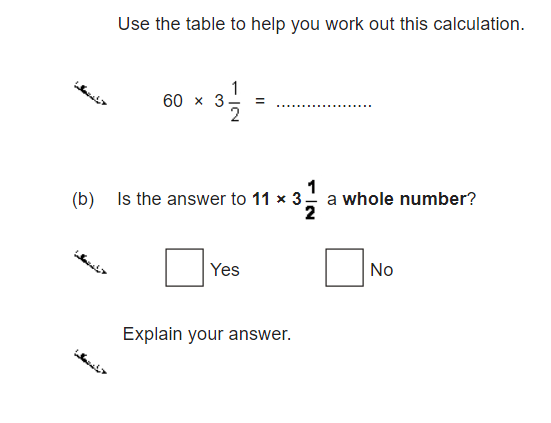 Use the table to help you work out this calculation.
60 × 3 1/2 = ...................
(b) Is the answer to 11 × 3 1/2 a whole number?
Yes No
Explain your answer.